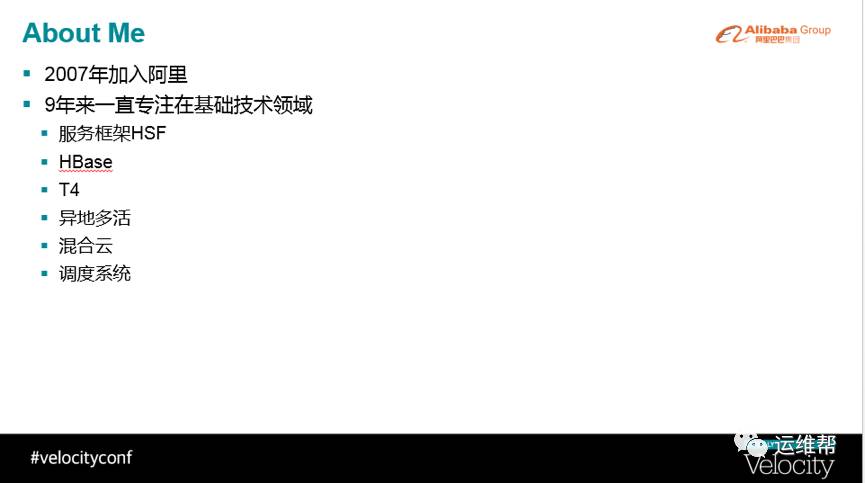 About Me
Alibaba Group
阿里巴巴集团
2007年加入阿里
9年来一直专注在基础技术领域
服务框架HSF
HBase
T4
异地多活
混合云
调度系统
#velocityconf
运维帮
Velocity